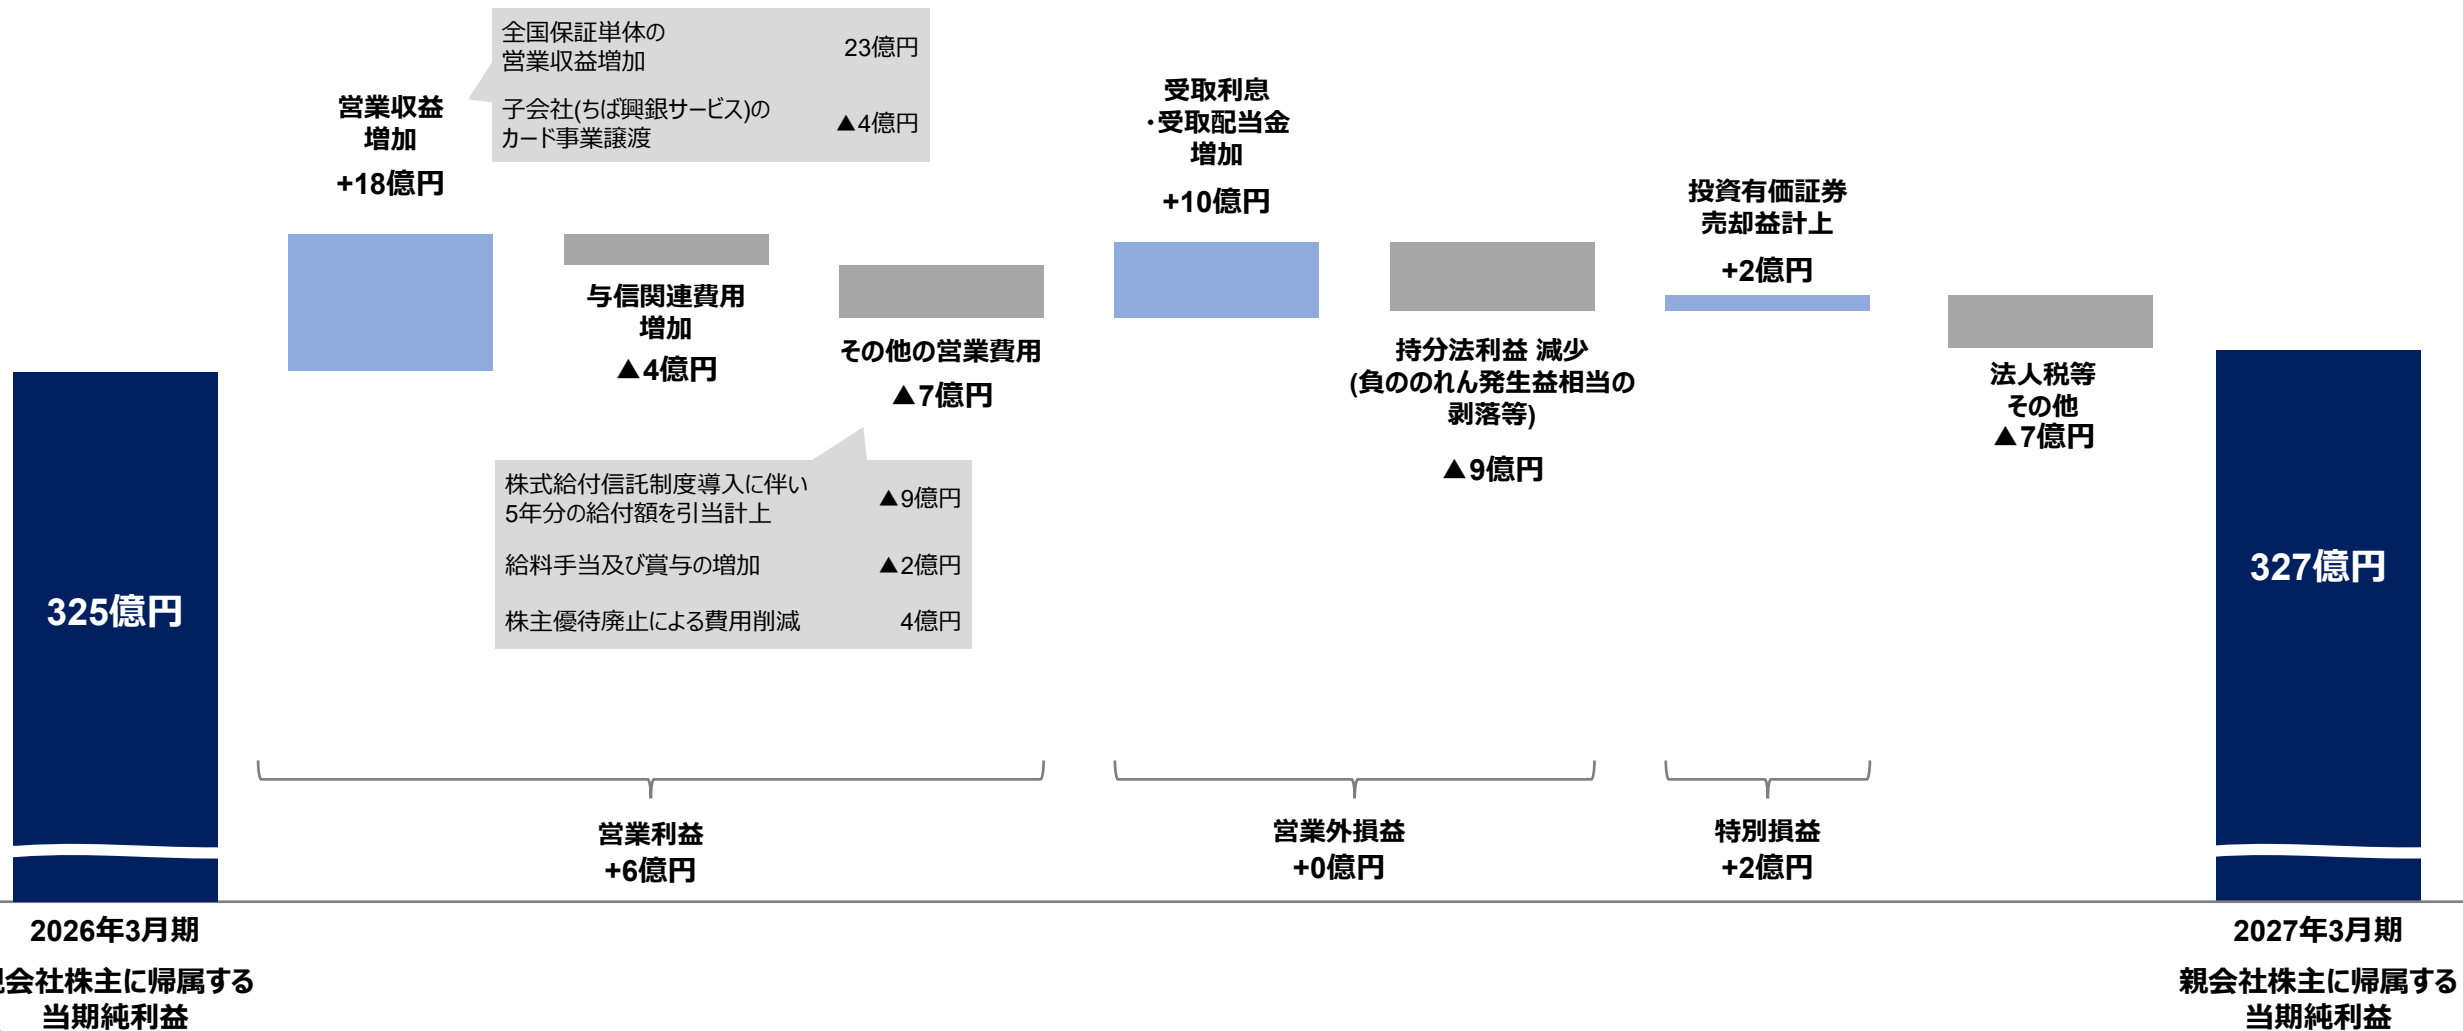 全国保証単体の
営業収益増加
23億円
子会社(ちば興銀サービス)の
カード事業譲渡
▲4億円
営業収益
増加
+18億円
与信関連費用
増加
▲4億円
その他の営業費用
▲7億円
株式給付信託制度導入に伴い
5年分の給付額を引当計上
▲9億円
給料手当及び賞与の増加
▲2億円
株主優待廃止による費用削減
4億円
受取利息
・受取配当金
増加
+10億円
持分法利益 減少
(負ののれん発生益相当の
剥落等)
▲9億円
投資有価証券
売却益計上
+2億円
法人税等
その他
▲7億円
325億円
327億円
営業利益
+6億円
営業外損益
+0億円
特別損益
+2億円
2026年3月期
親会社株主に帰属する
当期純利益
2027年3月期
親会社株主に帰属する
当期純利益